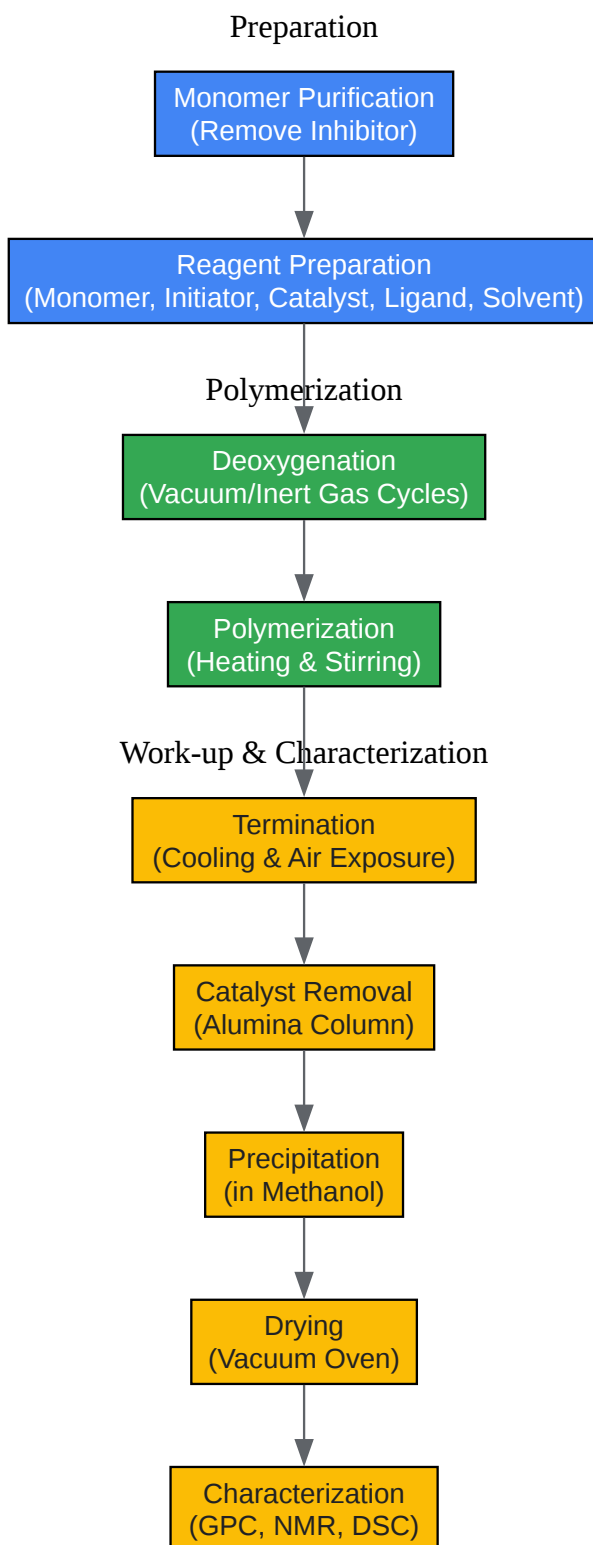 Preparation
Monomer Purification
(Remove Inhibitor)
Reagent Preparation
(Monomer, Initiator, Catalyst, Ligand, Solvent)
Polymerization
Deoxygenation
(Vacuum/Inert Gas Cycles)
Polymerization
(Heating & Stirring)
Work-up & Characterization
Termination
(Cooling & Air Exposure)
Catalyst Removal
(Alumina Column)
Precipitation
(in Methanol)
Drying
(Vacuum Oven)
Characterization
(GPC, NMR, DSC)